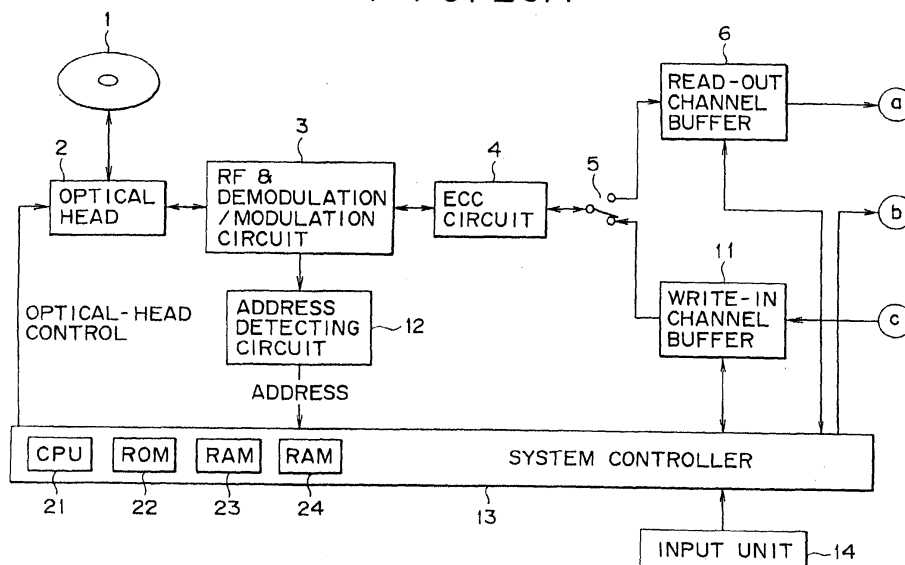 1
6
READ-OUT
CHANNEL
BUFFER
a
3
2
RF &
DEMODULATION
/MODULATION
CIRCUIT
4
ECC
CIRCUIT
5
OPTICAL
HEAD
b
11
WRITE-IN
CHANNEL
BUFFER
c
OPTICAL-HEAD
CONTROL
ADDRESS
DETECTING
CIRCUIT
12
ADDRESS
CPU
ROM
RAM
RAM
SYSTEM CONTROLLER
21
22
23
24
13
INPUT UNIT
14